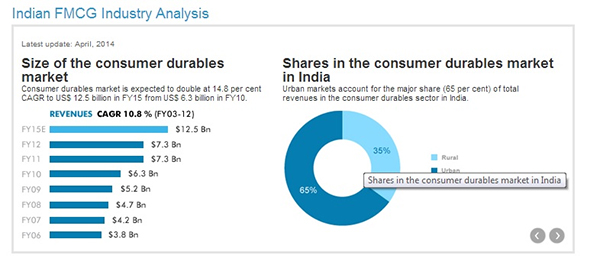 Indian FMCG Industry Analysis
Latest update: April, 2014
Size of the consumer durables
market
Consumer durables market is expected to double at 14.8 per cent
CAGR to US$ 12.5 billion in FY15 from US$ 6.3 billion in FY10.
REVENUES CAGR 10.8 % (FY03-12)
FY15E $12.5 Bn
FY12 $7.3 Bn
FY11 $7.3 Bn
FY10 $6.3 Bn
FY09 $5.2 Bn
FY08 $4.7 Bn
FY07 $4.2 Bn
FY06 $3.8 Bn
Shares in the consumer durables market
in India
Urban markets account for the major share (65 per cent) of total
revenues in the consumer durables sector in India.
35%
65%
Rural
Urban
Shares in the consumer durables market in India